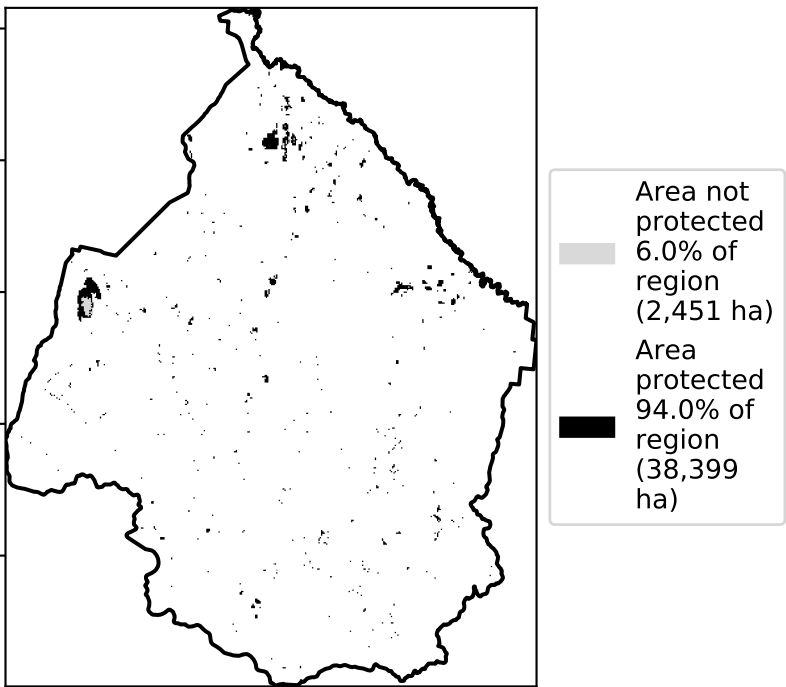 Area not
protected
6.0% of
region
(2,451 ha)
Area
protected
94.0% of
region
(38,399
ha)